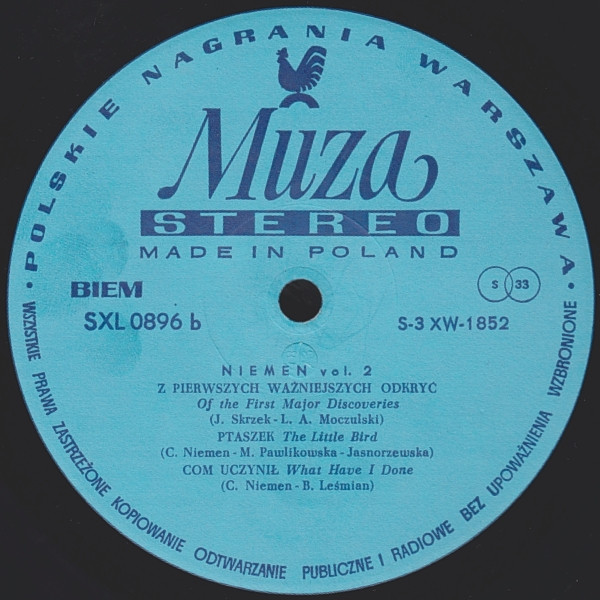 • POLSKIE NAGRANIA WARSZAWA •
Muza
STEREO
MADE IN POLAND
BIEM
S 33
SXL 0896 b
S-3 XW-1852
NIEMEN vol. 2
Z PIERWSZYCH WAŻNIEJSZYCH ODKRYĆ
Of the First Major Discoveries
(J. Skrzek-L. A. Moczulski)
PTASZEK The Little Bird
(C. Niemen-M. Pawlikowska-Jasnorzewska)
COM UCZYNIŁ What Have I Done
(C. Niemen-B. Leśmian)
WSZYSTKIE PRAWA ZASTRZEŻONE KOPIOWANIE ODTWARZANIE PUBLICZNE I RADIOWE BEZ UPOWAŻNIENIA WZBRONIONE